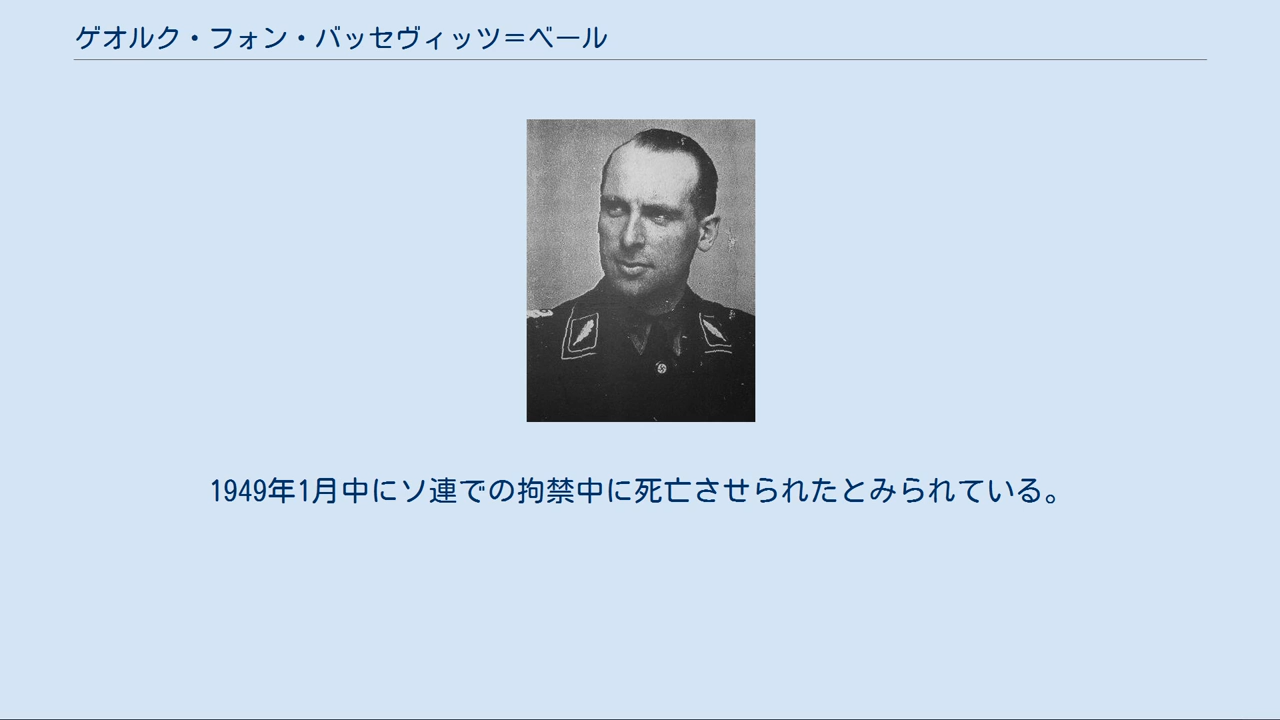 ゲオルク・フォン・バッセヴィッツ＝ベール
1949年1月中にソ連での拘禁中に死亡させられたとみられている。